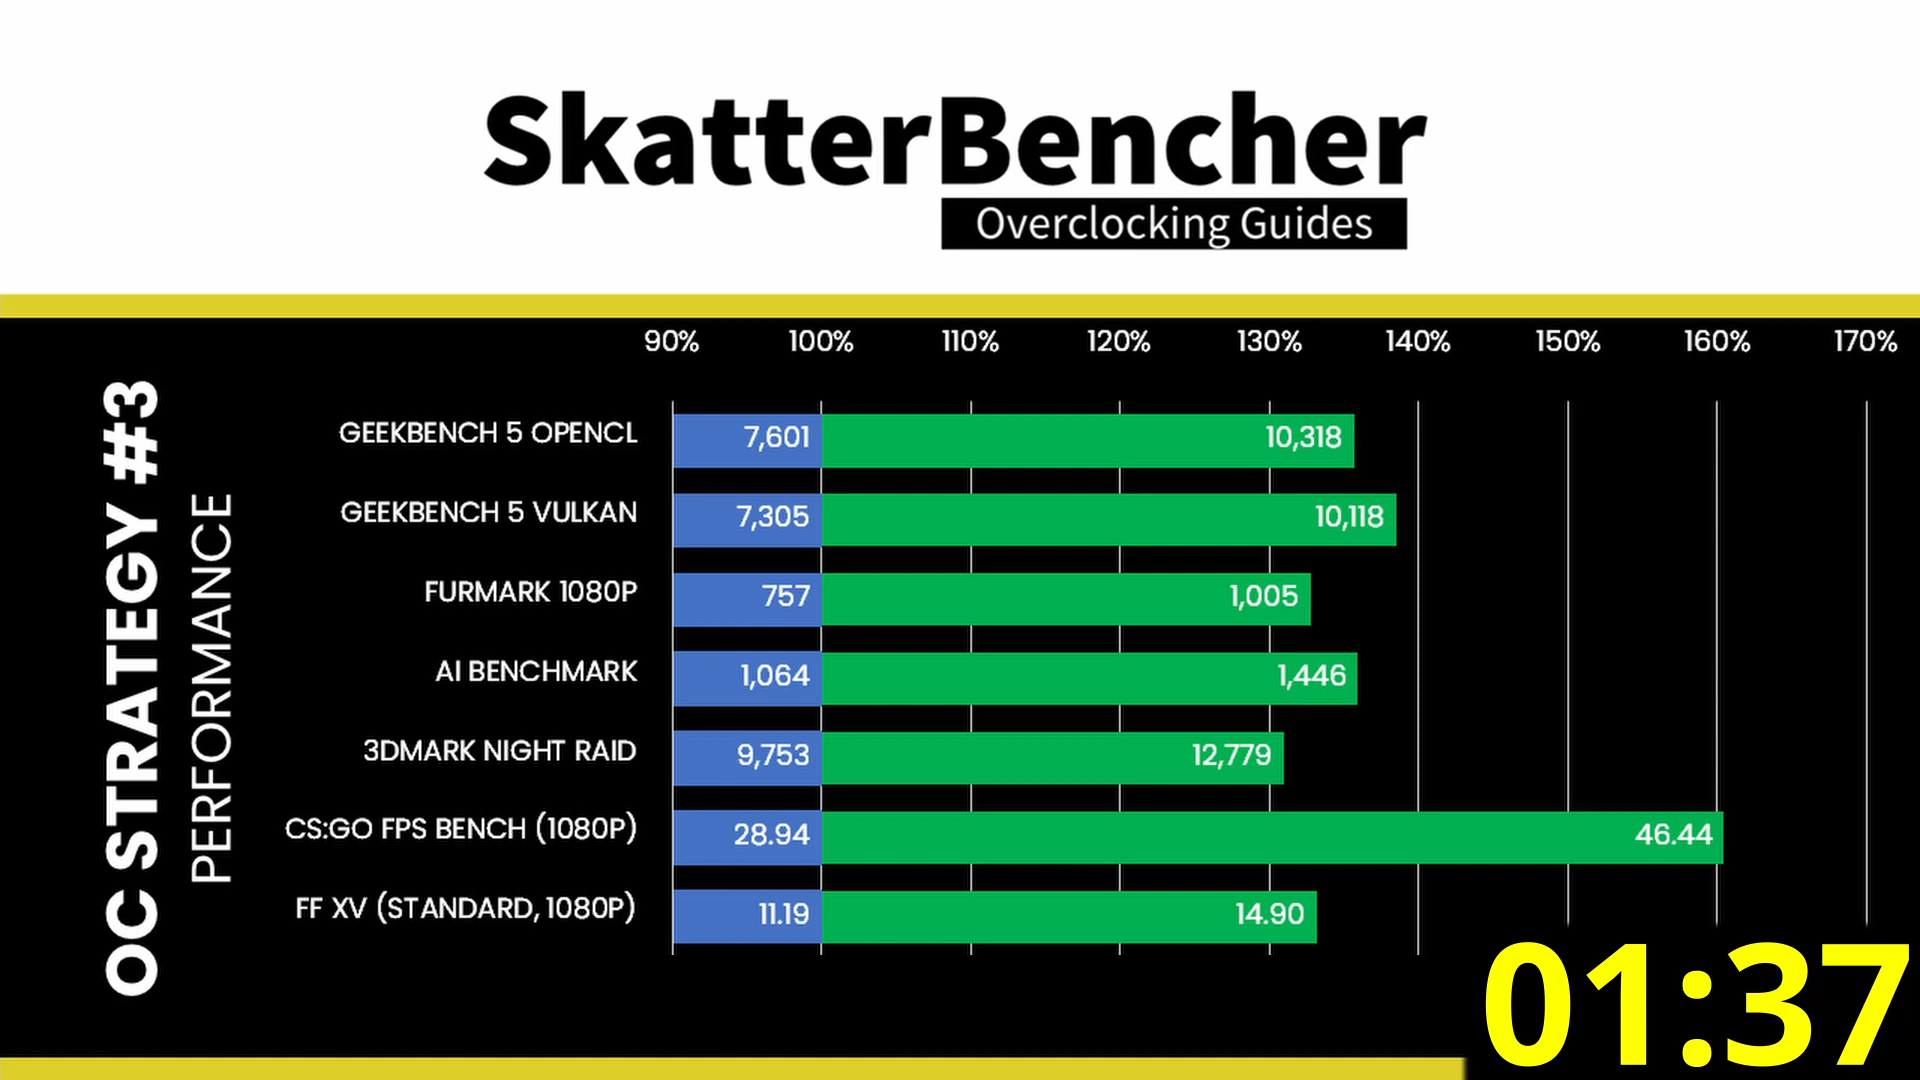 SkatterBencher
Overclocking Guides
90% 100% 110% 120% 130% 140% 150% 160% 170%
OC STRATEGY #3
PERFORMANCE
GEEKBENCH 5 OPENCL 7,601 10,318
GEEKBENCH 5 VULKAN 7,305 10,118
FURMARK 1080P 757 1,005
AI BENCHMARK 1,064 1,446
3DMARK NIGHT RAID 9,753 12,779
CS:GO FPS BENCH (1080P) 28.94 46.44
FF XV (STANDARD, 1080P) 11.19 14.90
01:37